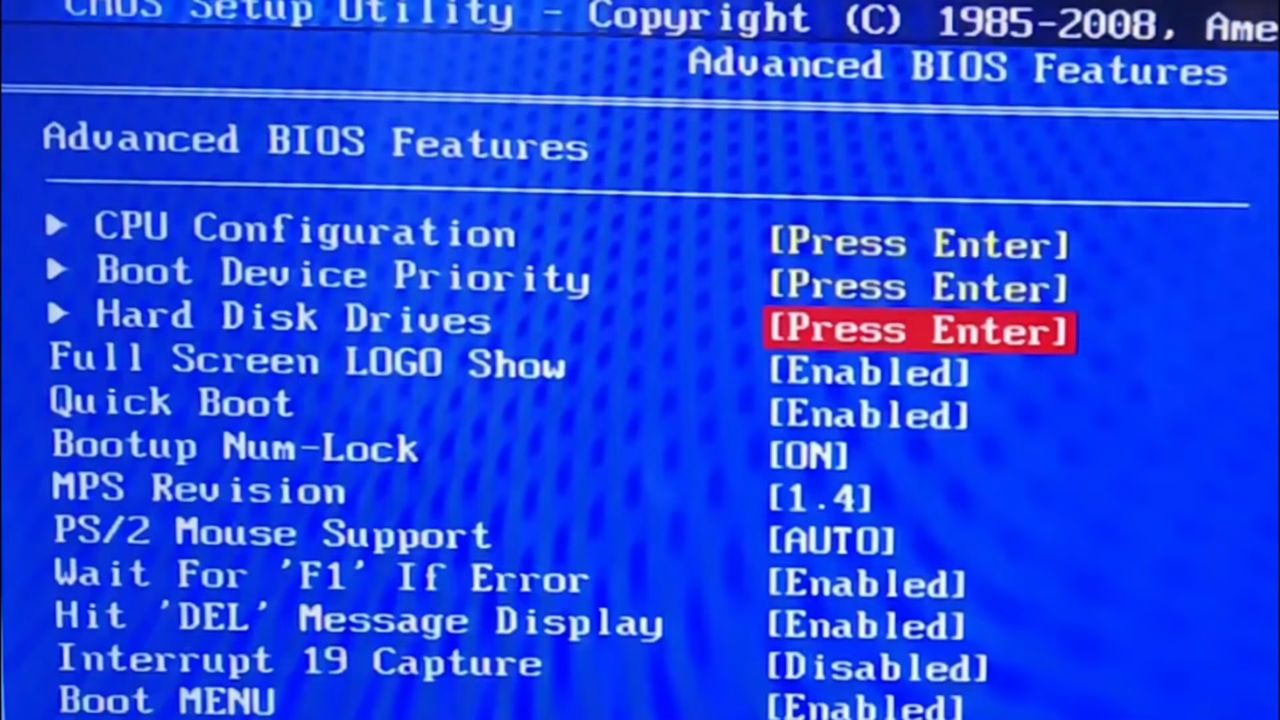 CMOS Setup Utility - Copyright (C) 1985-2008, Ame
Advanced BIOS Features
Advanced BIOS Features
▶ CPU Configuration [Press Enter]
▶ Boot Device Priority [Press Enter]
▶ Hard Disk Drives [Press Enter]
Full Screen LOGO Show [Enabled]
Quick Boot [Enabled]
Bootup Num-Lock [ON]
MPS Revision [1.4]
PS/2 Mouse Support [AUTO]
Wait For 'F1' If Error [Enabled]
Hit 'DEL' Message Display [Enabled]
Interrupt 19 Capture [Disabled]
Boot MENU [Enabled]